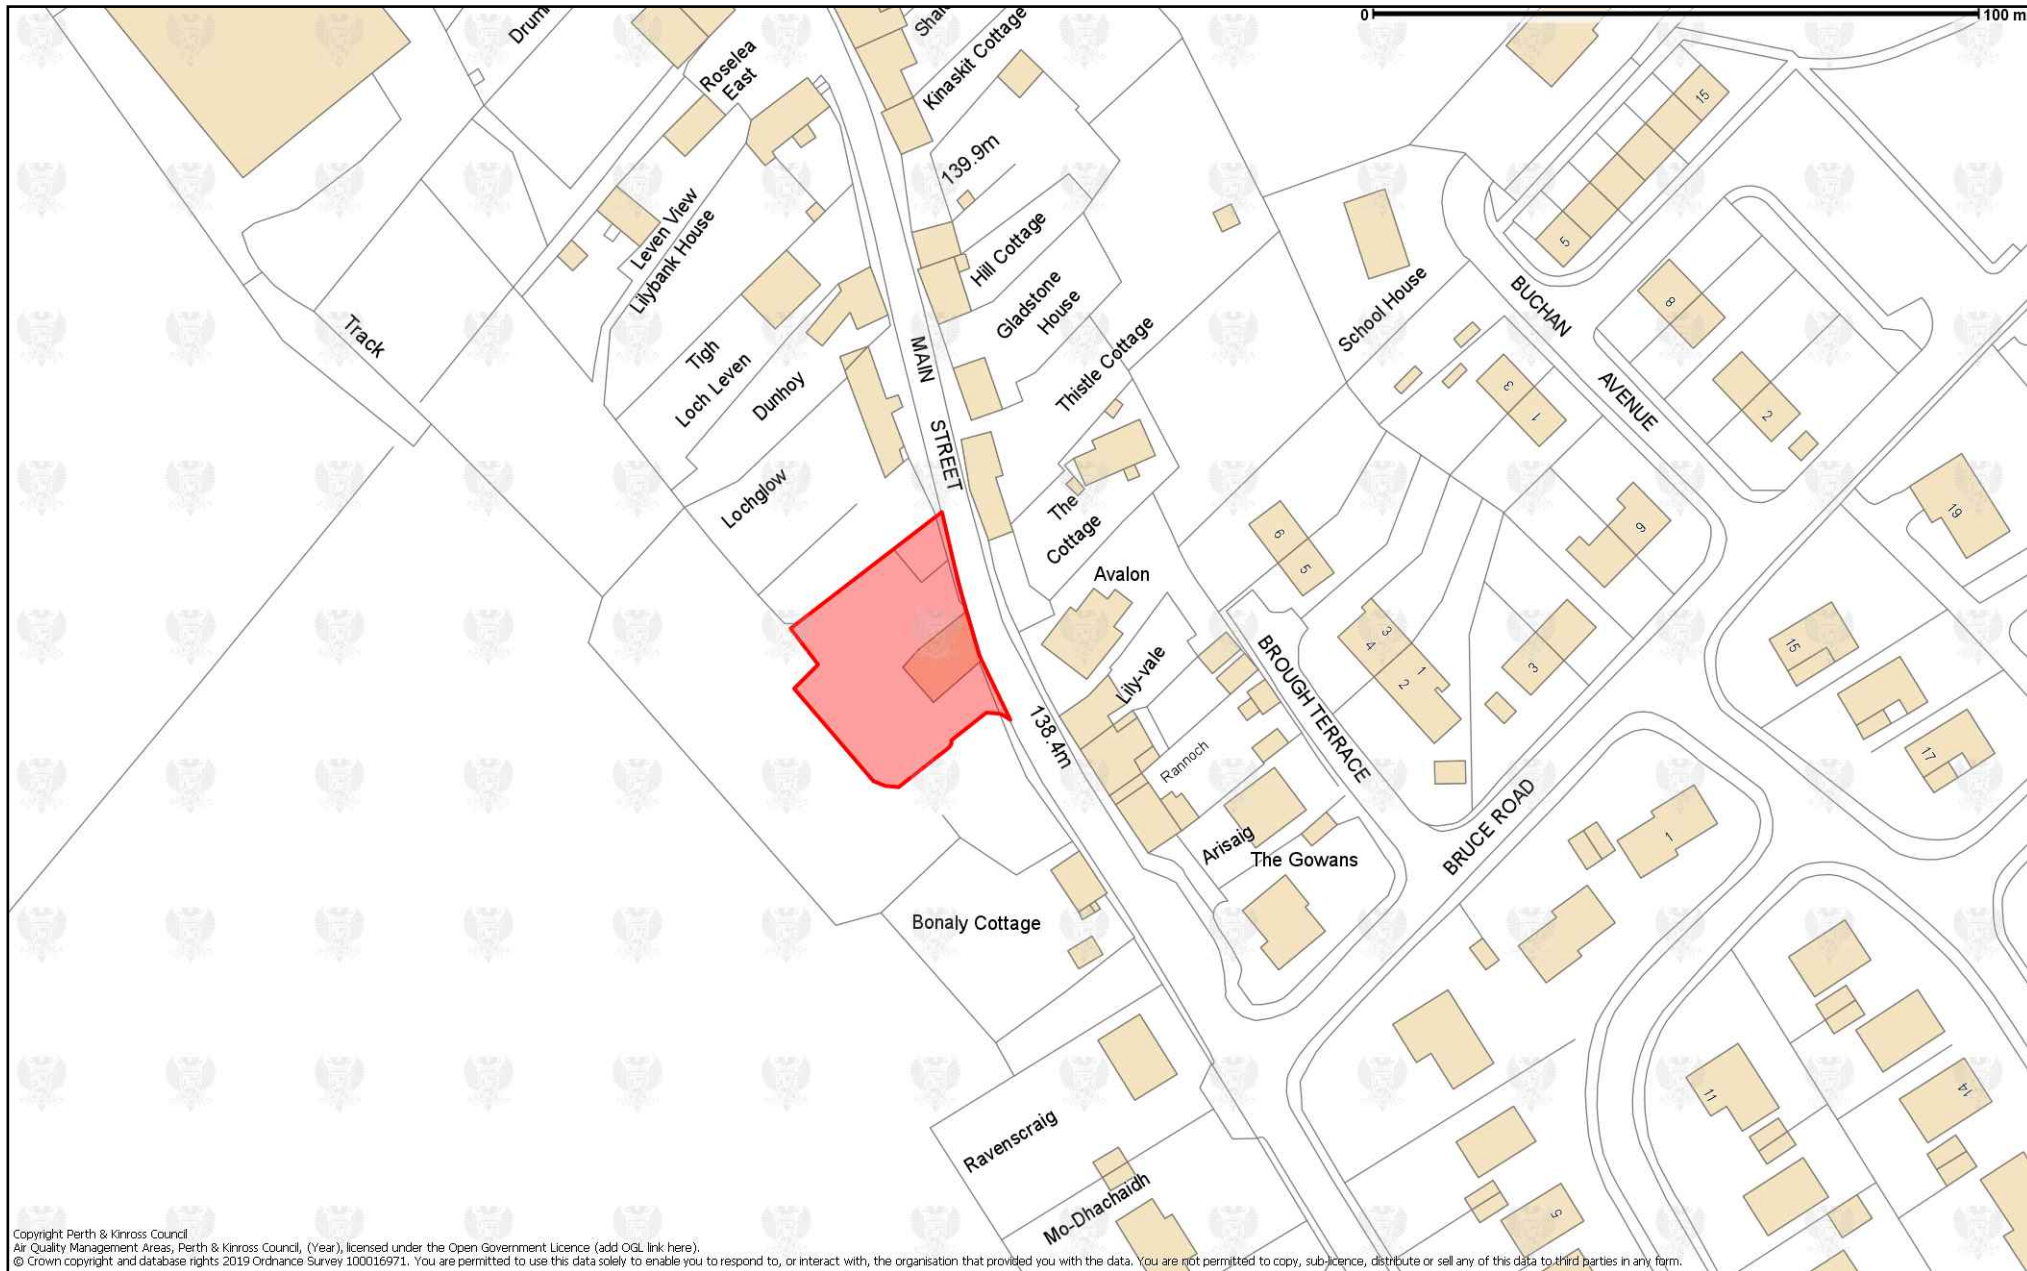 0
100 m
Drum
Roselea
East
Kinaskit Cottage
139.9m
15
5
Leven View
Lilybank House
Hill Cottage
Gladstone
House
School House
BUCHAN
AVENUE
8
2
Track
Tigh
Loch Leven
Dunhoy
MAIN
STREET
Thistle Cottage
3
1
Lochglow
The
Cottage
Avalon
6
5
9
19
Lily-vale
BROUGH TERRACE
3
4
1
2
3
15
17
138.4m
Rannoch
Arisaig
The Gowans
BRUCE ROAD
1
Bonaly Cottage
Ravenscraig
Mo-Dhachaidh
11
14
5
Copyright Perth & Kinross Council
Air Quality Management Areas, Perth & Kinross Council, (Year), licensed under the Open Government Licence (add OGL link here).
© Crown copyright and database rights 2019 Ordnance Survey 100016971. You are permitted to use this data solely to enable you to respond to, or interact with, the organisation that provided you with the data. You are not permitted to copy, sub-licence, distribute or sell any of this data to third parties in any form.